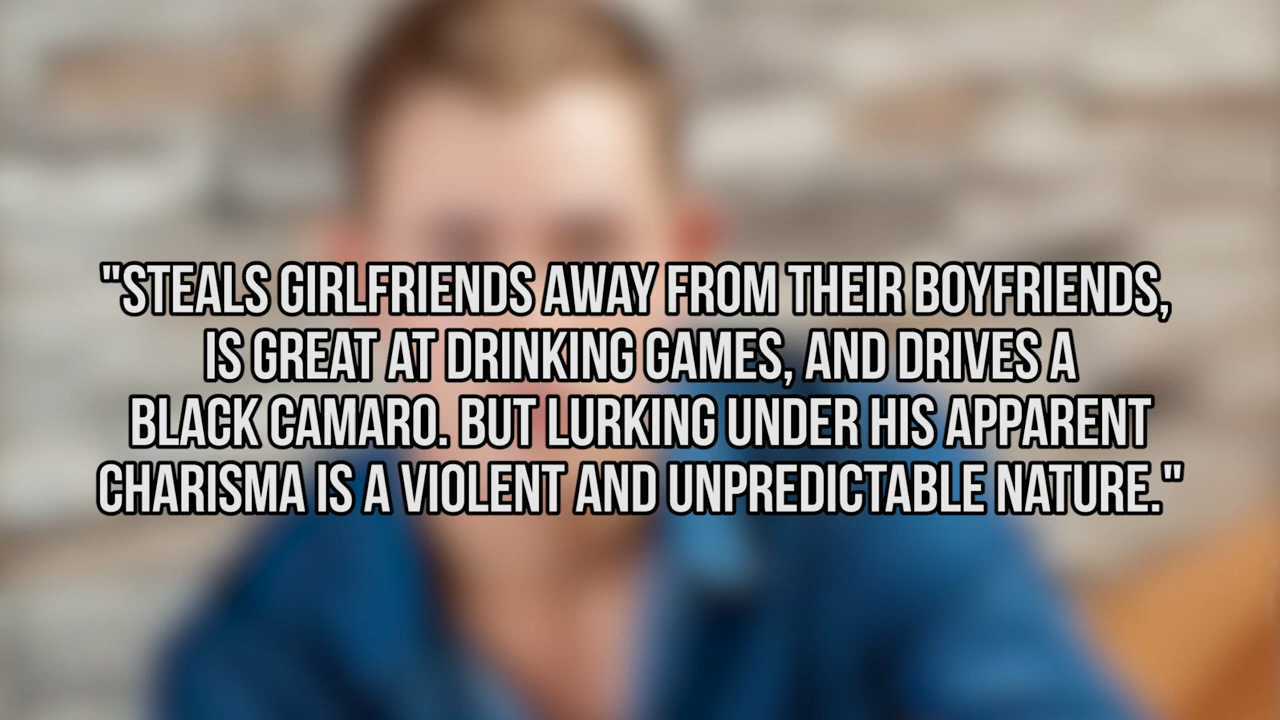 "STEALS GIRLFRIENDS AWAY FROM THEIR BOYFRIENDS,
IS GREAT AT DRINKING GAMES, AND DRIVES A
BLACK CAMARO. BUT LURKING UNDER HIS APPARENT
CHARISMA IS A VIOLENT AND UNPREDICTABLE NATURE."